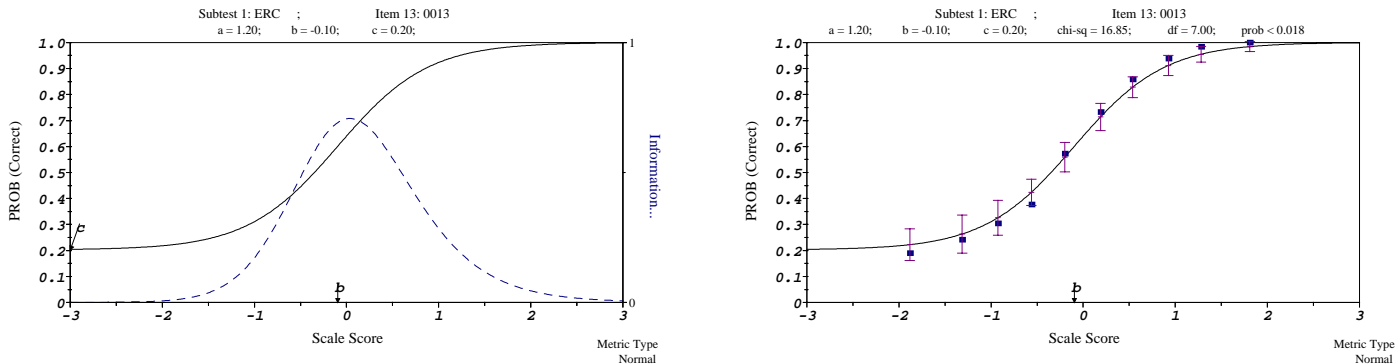 Subtest 1: ERC ; Item 13: 0013
a = 1.20; b = -0.10; c = 0.20;
1.0
0.9
0.8
0.7
0.6
0.5
0.4
0.3
0.2
0.1
0
PROB (Correct)
c
b
1
0
Information...
-3 -2 -1 0 1 2 3
Scale Score
Metric Type
Normal
Subtest 1: ERC ; Item 13: 0013
a = 1.20; b = -0.10; c = 0.20; chi-sq = 16.85; df = 7.00; prob < 0.018
1.0
0.9
0.8
0.7
0.6
0.5
0.4
0.3
0.2
0.1
0
PROB (Correct)
b
-3 -2 -1 0 1 2 3
Scale Score
Metric Type
Normal